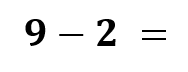 9 − 2 =